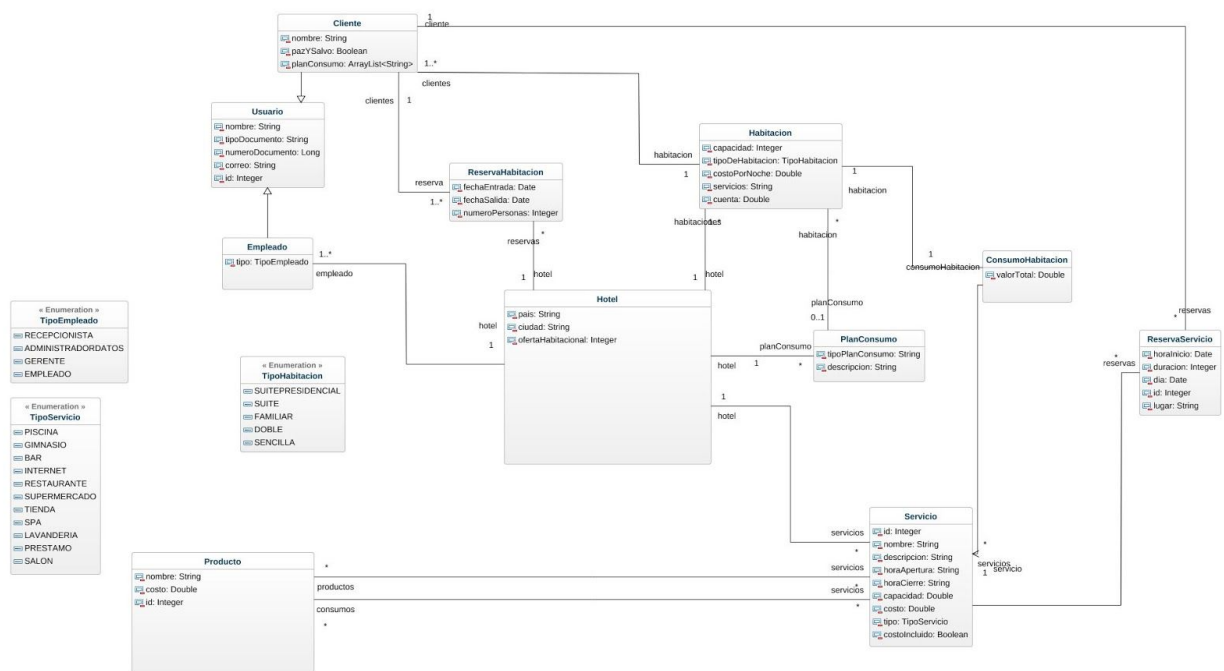 Cliente
nombre: String
pazYSalvo: Boolean
planConsumo: ArrayList<String>
1
cliente
1..*
clientes
clientes
1
Usuario
nombre: String
tipoDocumento: String
numeroDocumento: Long
correo: String
id: Integer
Habitacion
capacidad: Integer
tipoDeHabitacion: TipoHabitacion
costoPorNoche: Double
servicios: String
cuenta: Double
habitacion
1
1
habitacion
ReservaHabitacion
fechaEntrada: Date
fechaSalida: Date
numeroPersonas: Integer
reserva
1..*
*
reservas
1
hotel
habitaciones
1..*
1
hotel
*
habitacion
planConsumo
0..1
Empleado
tipo: TipoEmpleado
1..*
empleado
hotel
1
1
consumoHabitacion
ConsumoHabitacion
valorTotal: Double
Hotel
pais: String
ciudad: String
ofertaHabitacional: Integer
« Enumeration »
TipoEmpleado
RECEPCIONISTA
ADMINISTRADORDATOS
GERENTE
EMPLEADO
« Enumeration »
TipoHabitacion
SUITEPRESIDENCIAL
SUITE
FAMILIAR
DOBLE
SENCILLA
PlanConsumo
tipoPlanConsumo: String
descripcion: String
planConsumo
*
hotel
1
1
hotel
reservas
*
ReservaServicio
horaInicio: Date
duracion: Integer
dia: Date
id: Integer
lugar: String
*
reservas
« Enumeration »
TipoServicio
PISCINA
GIMNASIO
BAR
INTERNET
RESTAURANTE
SUPERMERCADO
TIENDA
SPA
LAVANDERIA
PRESTAMO
SALON
Servicio
id: Integer
nombre: String
descripcion: String
horaApertura: String
horaCierre: String
capacidad: Double
costo: Double
tipo: TipoServicio
costoIncluido: Boolean
servicios
*
servicios
*
servicios
*
*
servicios
1
servicio
Producto
nombre: String
costo: Double
id: Integer
*
productos
consumos
*